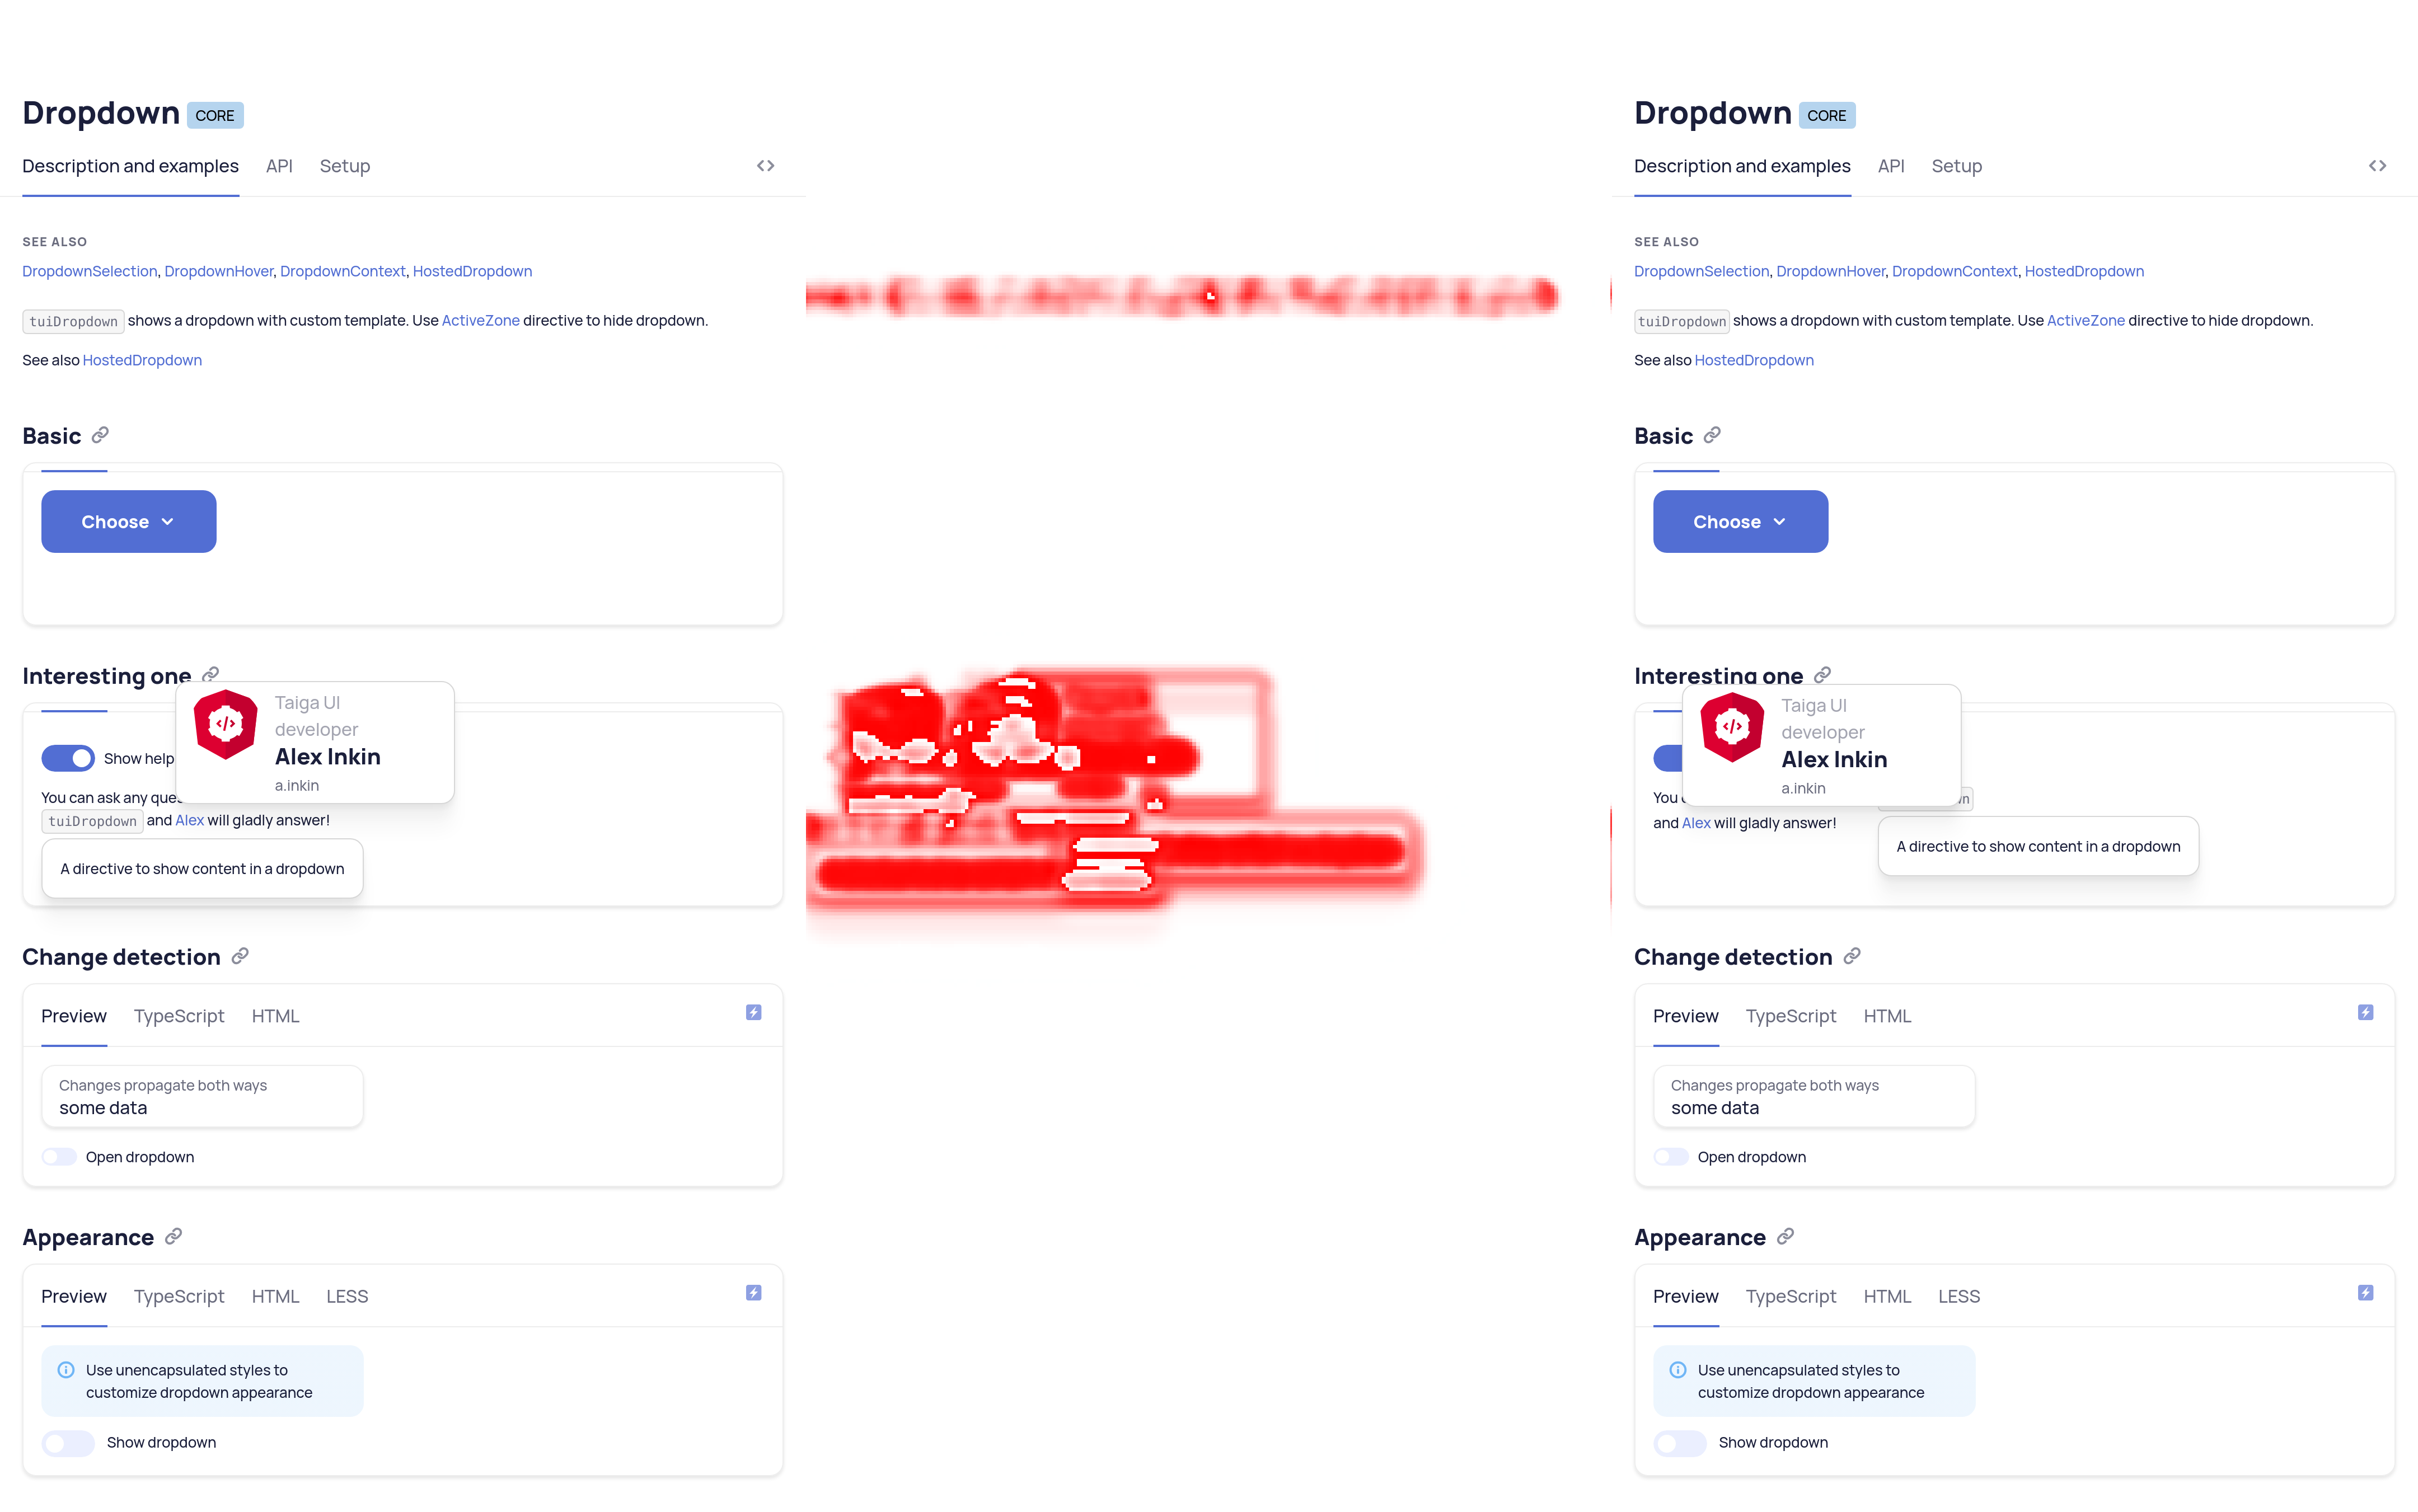 Dropdown CORE
Description and examples API Setup
SEE ALSO
DropdownSelection, DropdownHover, DropdownContext, HostedDropdown
tuiDropdown shows a dropdown with custom template. Use ActiveZone directive to hide dropdown.
See also HostedDropdown
Basic
Choose
Interesting one
Taiga UI
developer
Alex Inkin
a.inkin
Show help
You can ask any
tuiDropdown and Alex will gladly answer!
A directive to show content in a dropdown
Change detection
Preview TypeScript HTML
Changes propagate both ways
some data
Open dropdown
Appearance
Preview TypeScript HTML LESS
Use unencapsulated styles to
customize dropdown appearance
Show dropdown
Dropdown CORE
Description and examples API Setup
SEE ALSO
DropdownSelection, DropdownHover, DropdownContext, HostedDropdown
tuiDropdown shows a dropdown with custom template. Use ActiveZone directive to hide dropdown.
See also HostedDropdown
Basic
Choose
Interesting one
Taiga UI
developer
Alex Inkin
a.inkin
You
and Alex will gladly answer!
A directive to show content in a dropdown
Change detection
Preview TypeScript HTML
Changes propagate both ways
some data
Open dropdown
Appearance
Preview TypeScript HTML LESS
Use unencapsulated styles to
customize dropdown appearance
Show dropdown